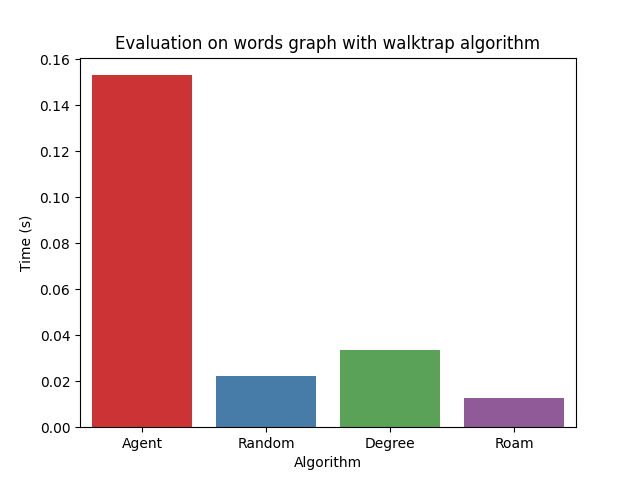 Evaluation on words graph with walktrap algorithm
0.16
0.14
0.12
0.10
0.08
0.06
0.04
0.02
0.00
Time (s)
Agent Random Degree Roam
Algorithm